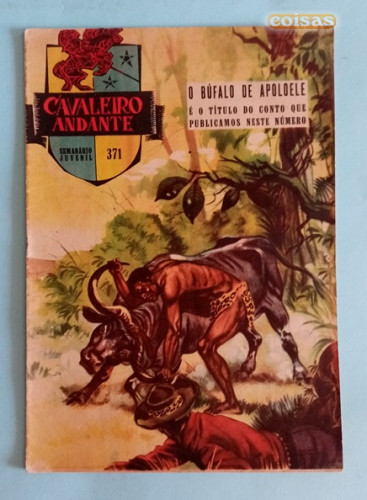 coisas
CAVALEIRO
ANDANTE
SEMANÁRIO
JUVENIL
371
O BÚFALO DE APOLOELE
É O TÍTULO DO CONTO QUE
PUBLICAMOS NESTE NÚMERO